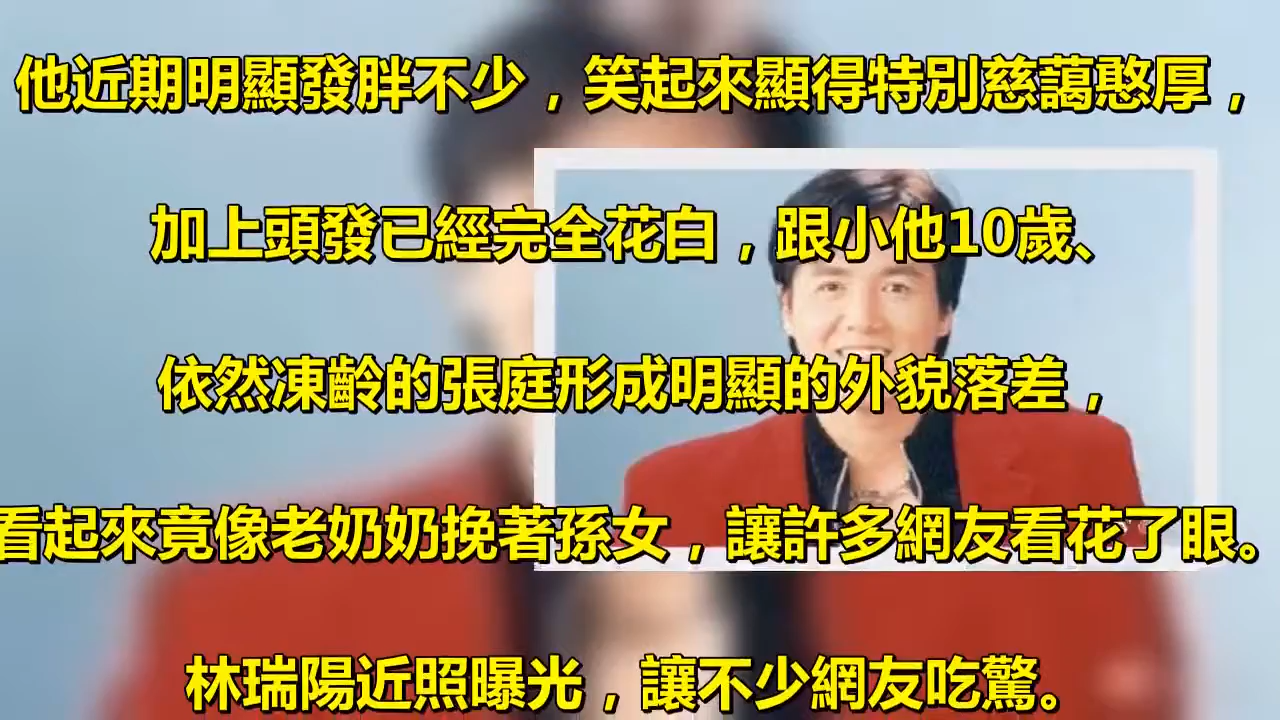 他近期明顯發胖不少，笑起來顯得特別慈藹憨厚，
加上頭發已經完全花白，跟小他10歲、
依然凍齡的張庭形成明顯的外貌落差，
看起來竟像老奶奶挽著孫女，讓許多網友看花了眼。
林瑞陽近照曝光，讓不少網友吃驚。